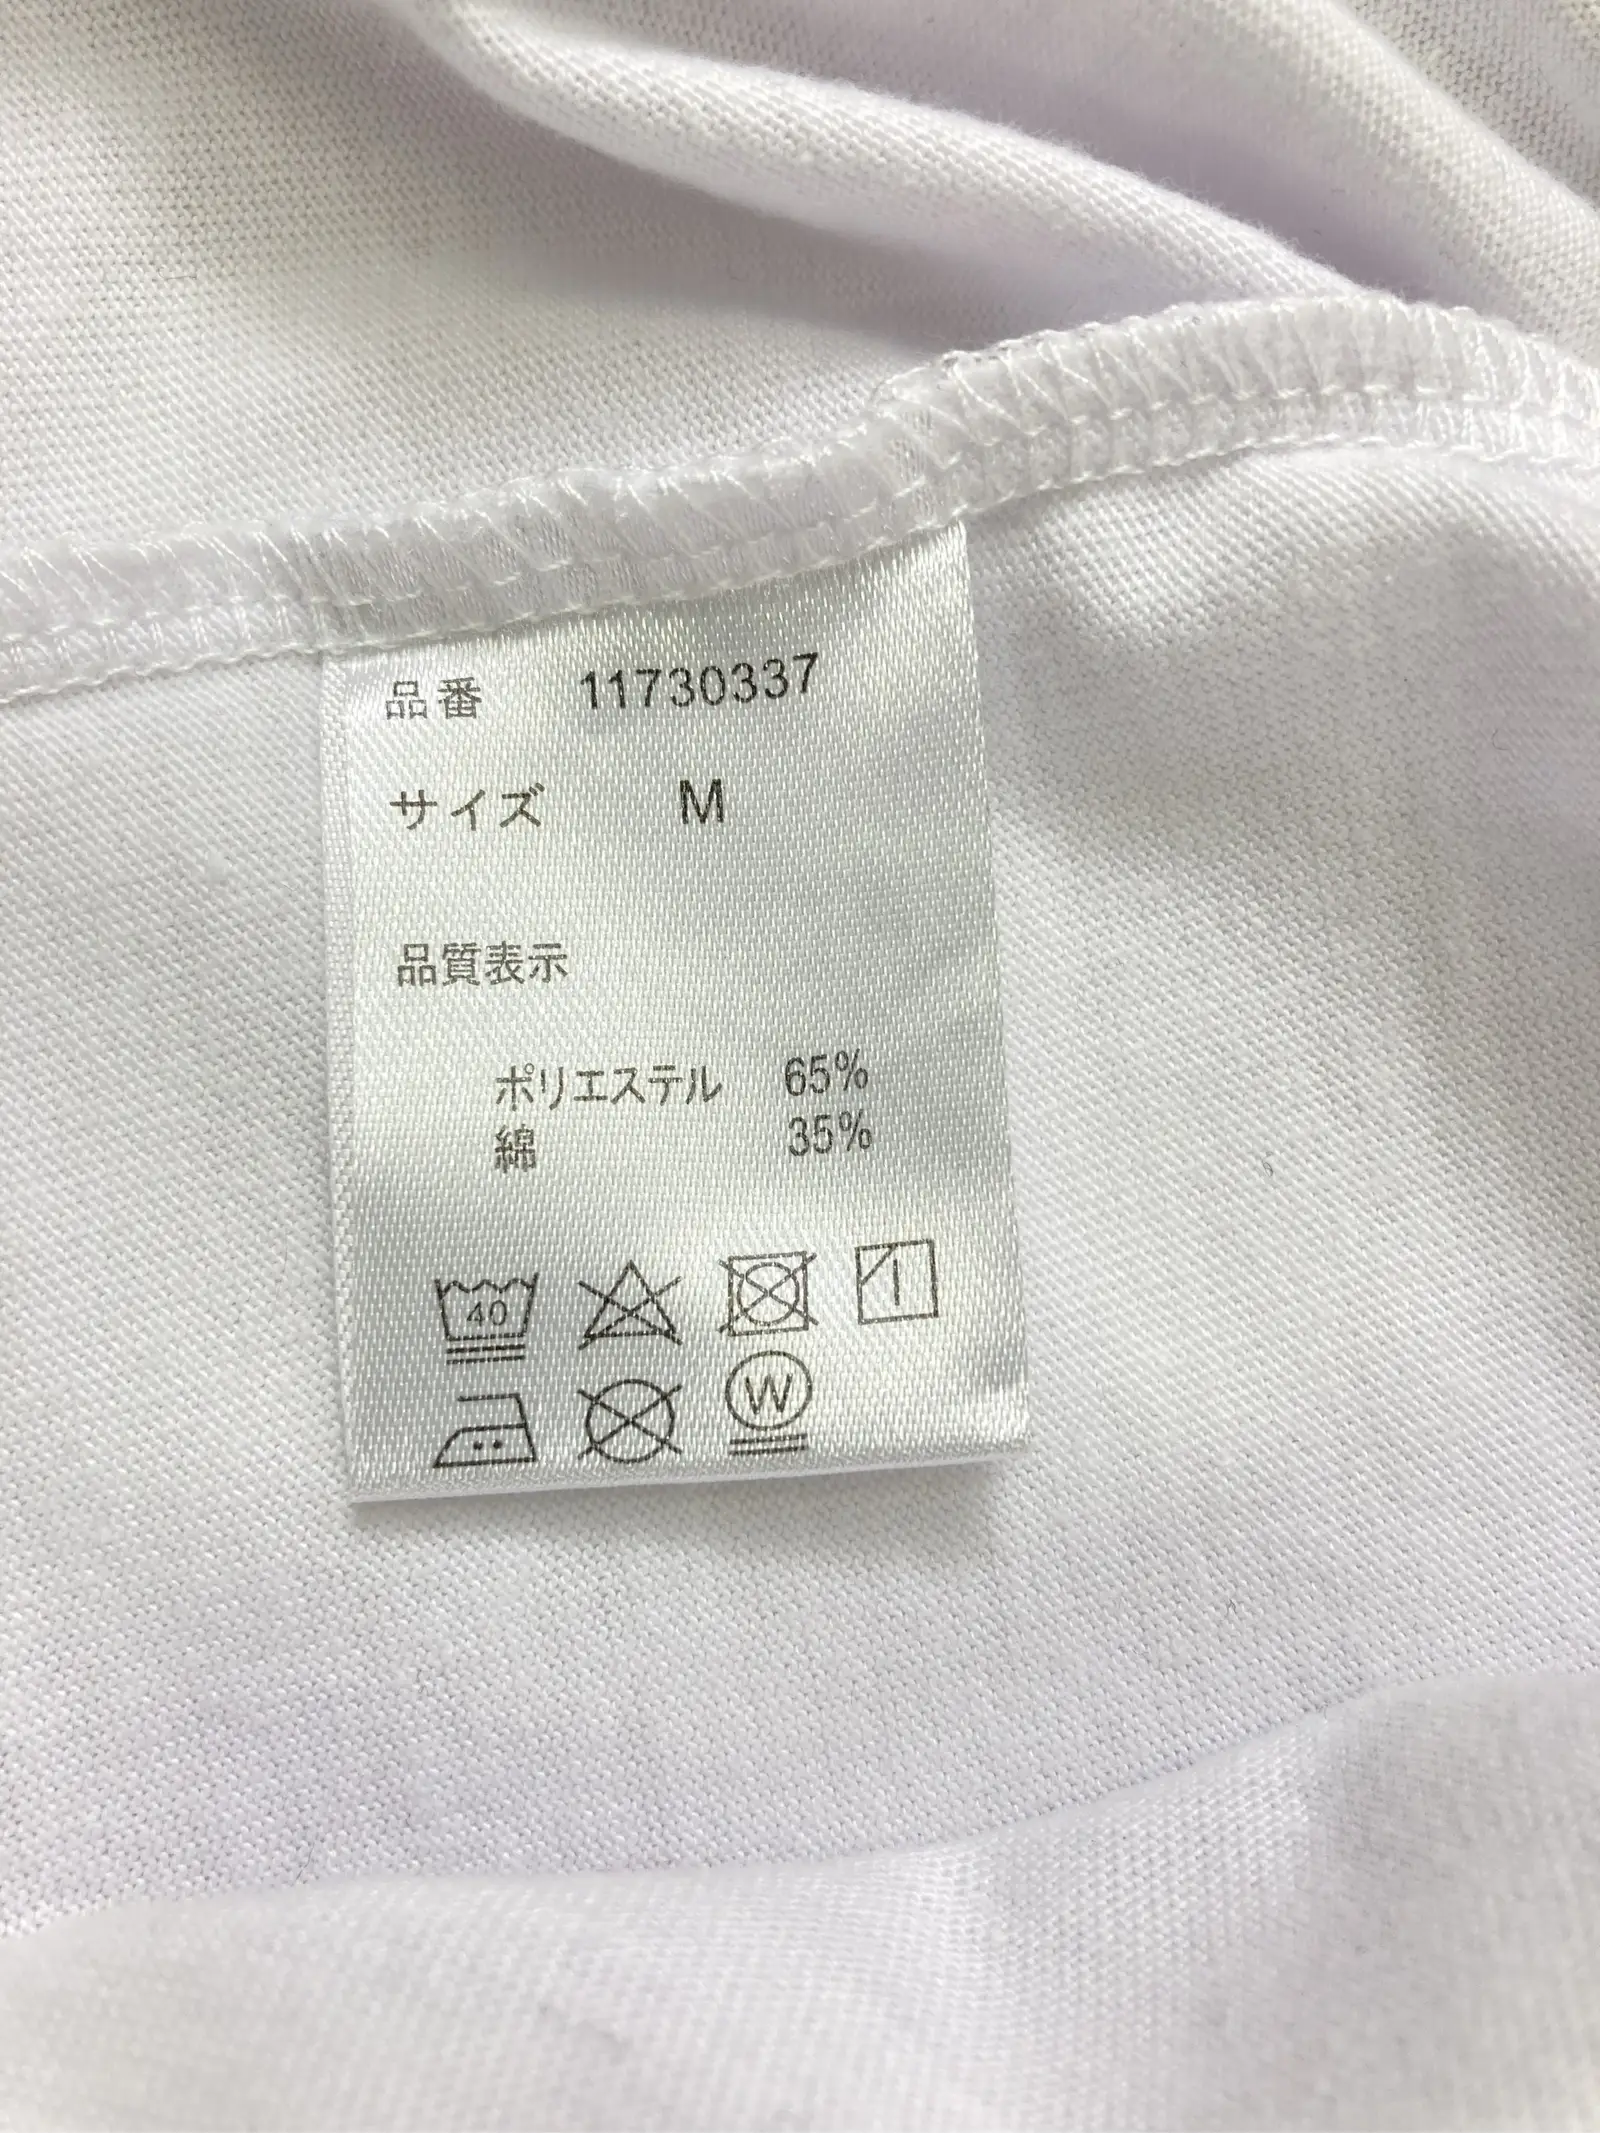 品番 11730337
サイズ M
品質表示
ポリエステル 65%
綿 35%
40
W